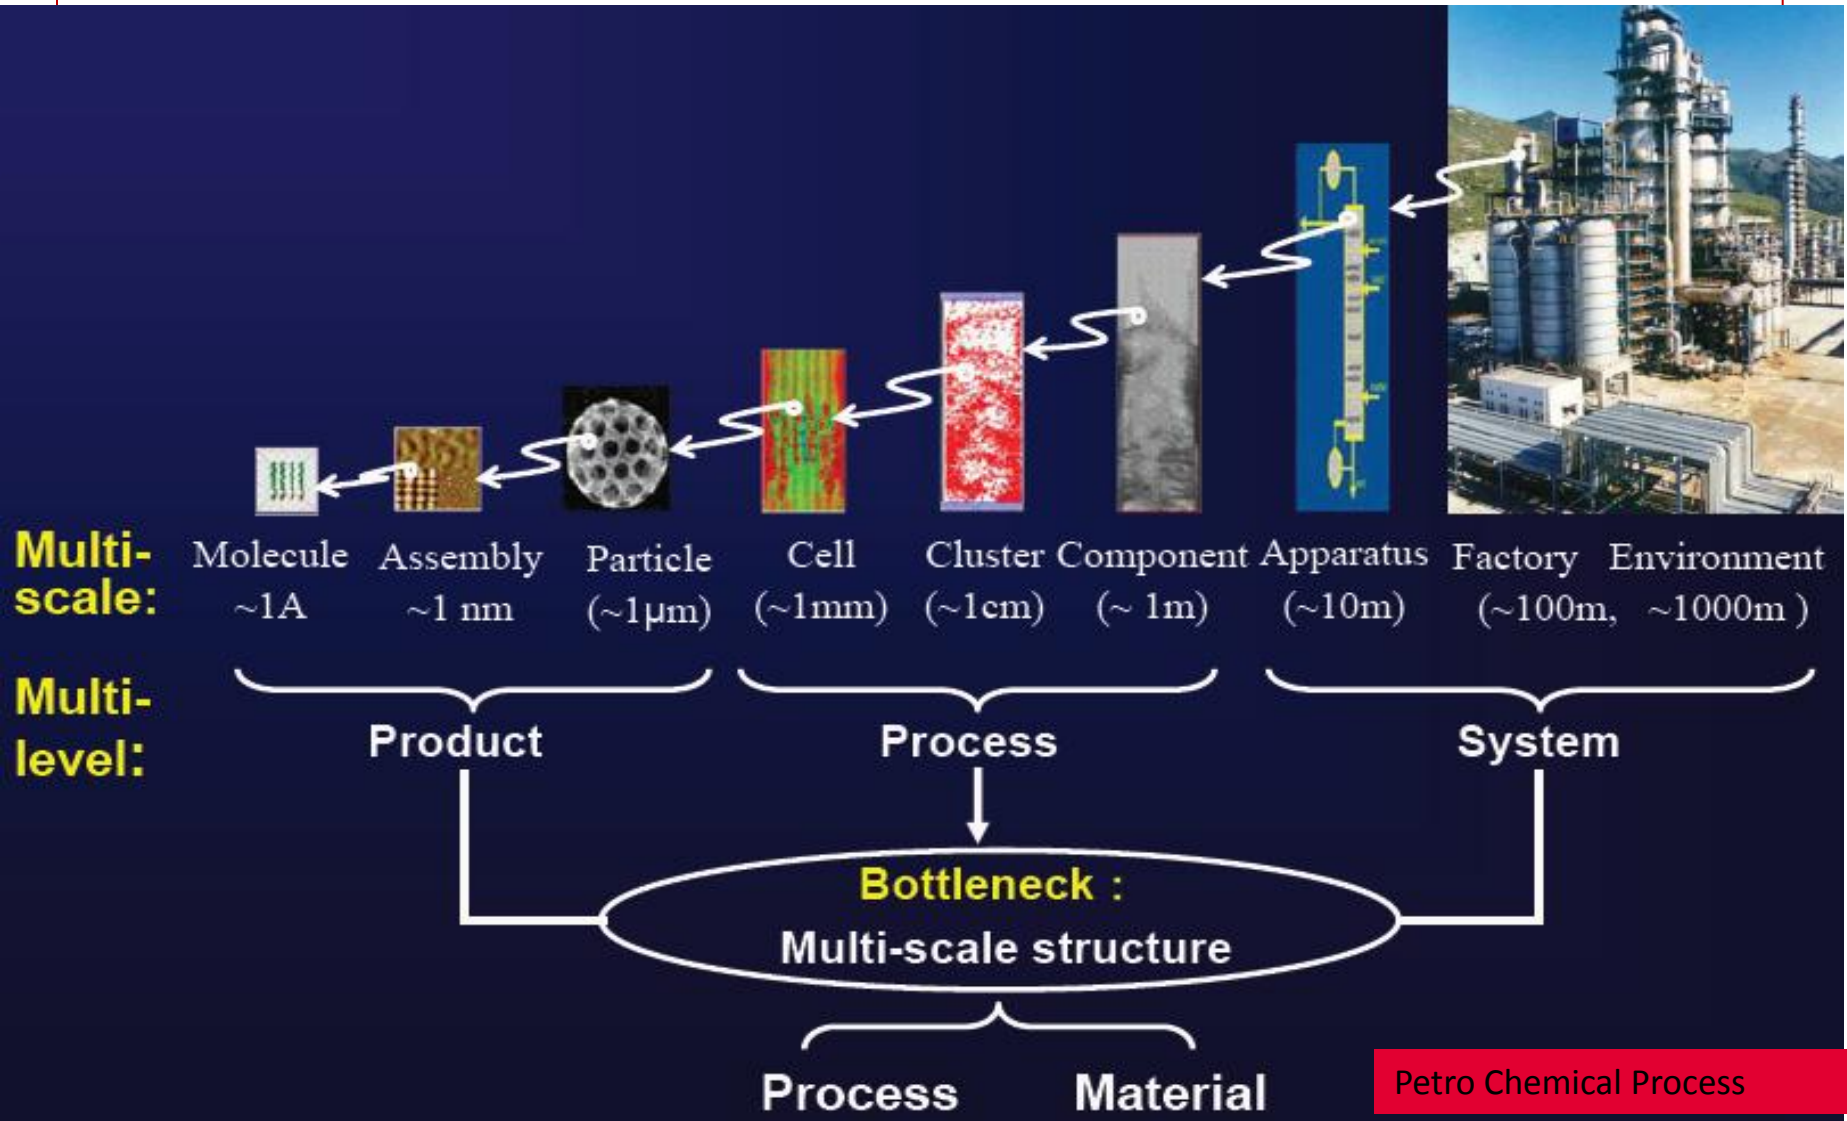 Multi-
scale:
Molecule Assembly Particle Cell Cluster Component Apparatus Factory Environment
~1A ~1 nm (~1μm) (~1mm) (~1cm) (~ 1m) (~10m) (~100m, ~1000m )
Multi-
level:
Product Process System
Bottleneck :
Multi-scale structure
Process Material
Petro Chemical Process